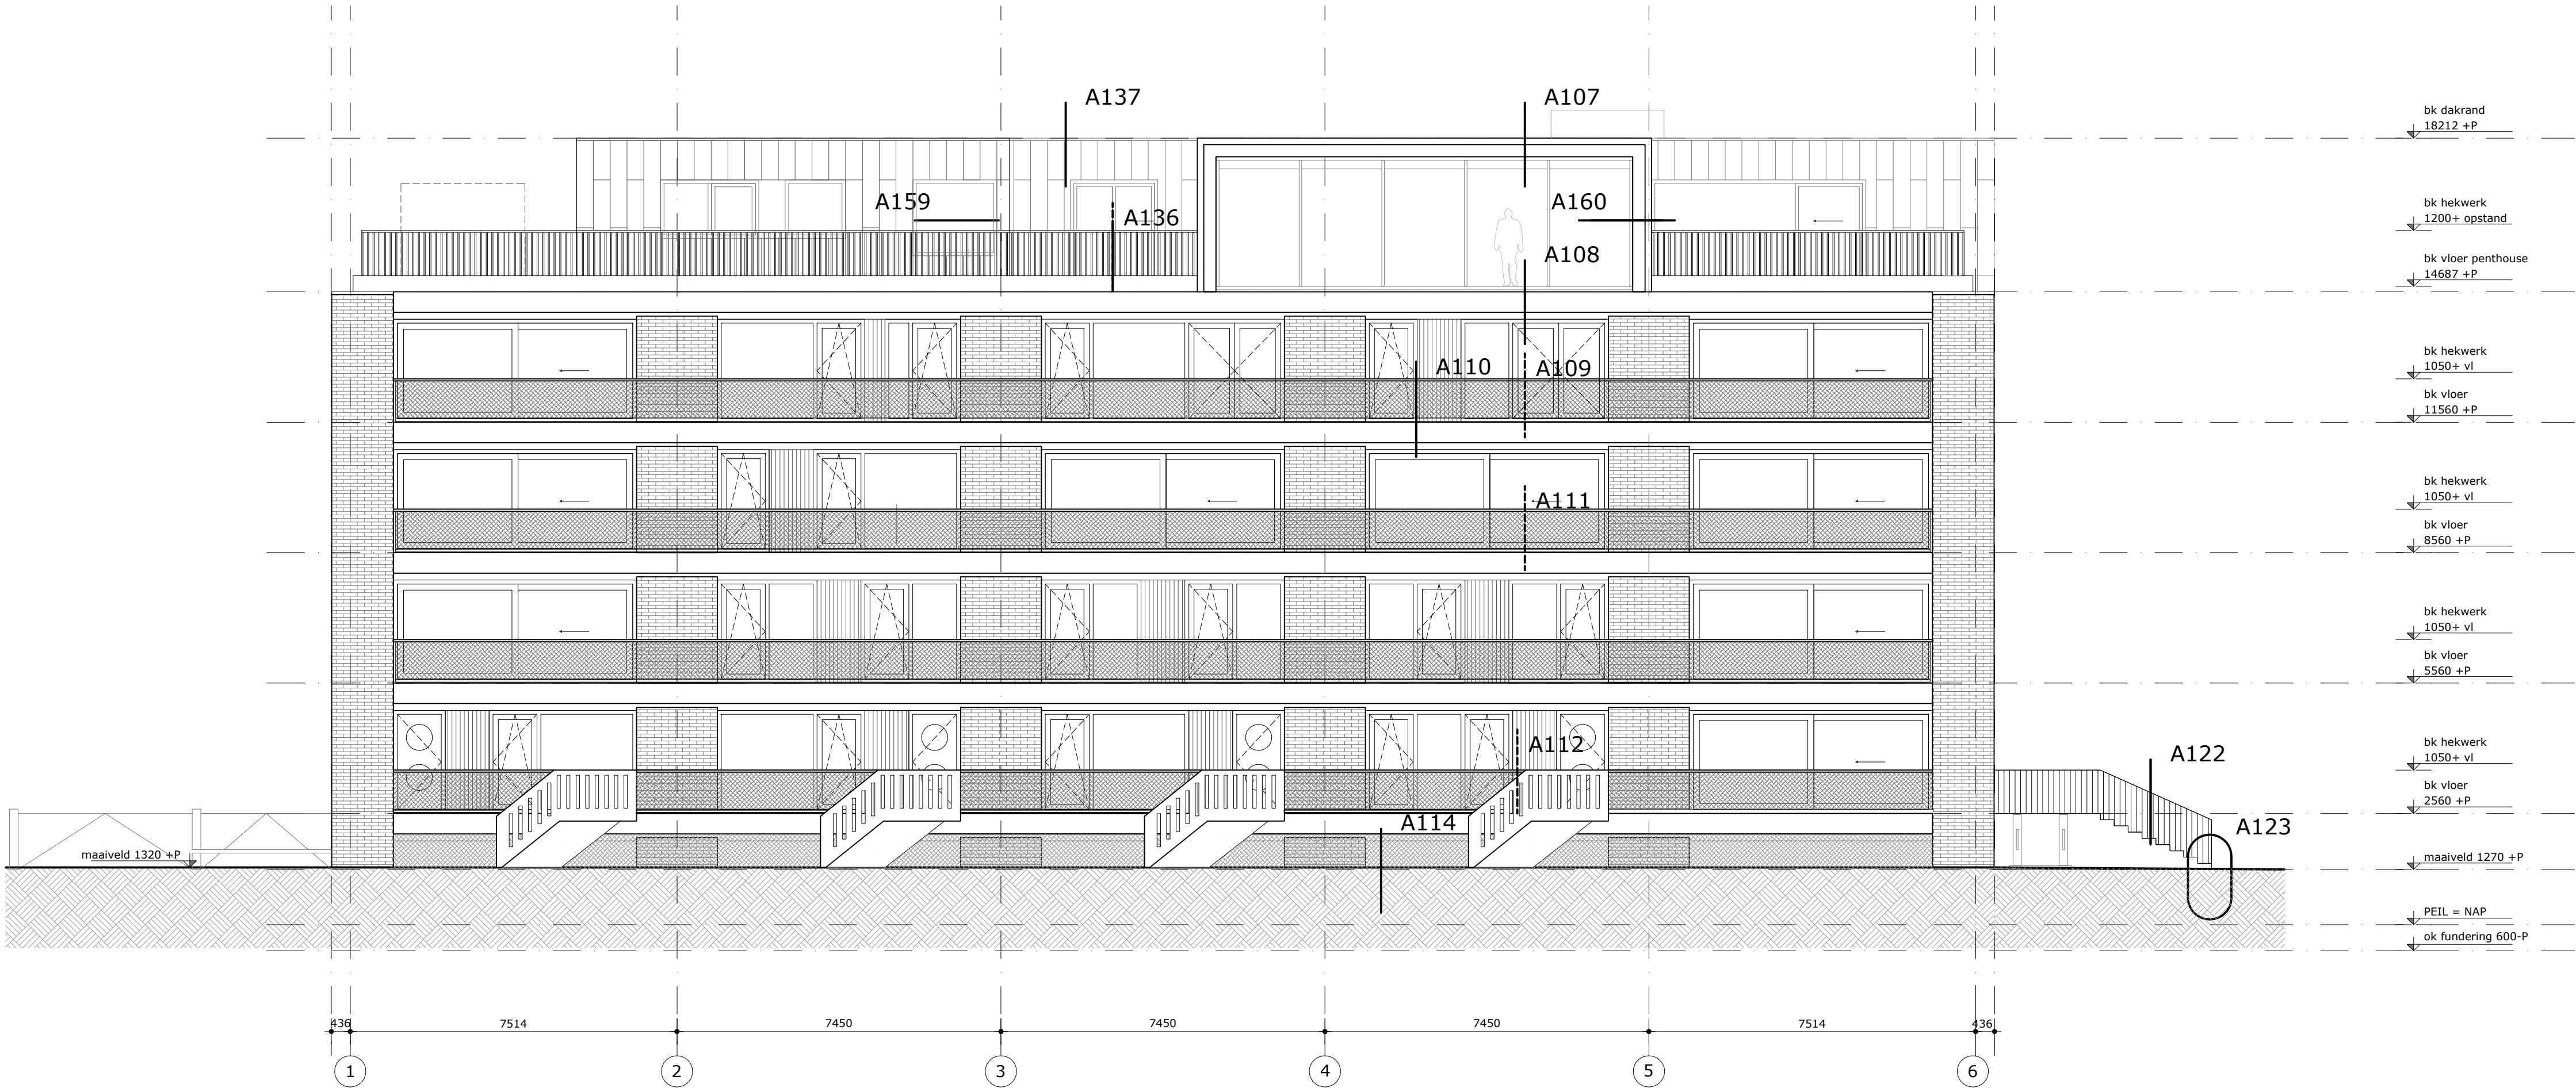 A137
A107
bk dakrand
18212 +P
A159
A136
A160
bk hekwerk
1200+ opstand
A108
bk vloer penthouse
14687 +P
A110
A109
bk hekwerk
1050+ vl
bk vloer
11560 +P
A111
bk hekwerk
1050+ vl
bk vloer
8560 +P
bk hekwerk
1050+ vl
bk vloer
5560 +P
A112
A122
bk hekwerk
1050+ vl
bk vloer
2560 +P
A114
A123
maaiveld 1320 +P
maaiveld 1270 +P
PEIL = NAP
ok fundering 600-P
436
7514
7450
7450
7450
7514
436
1
2
3
4
5
6